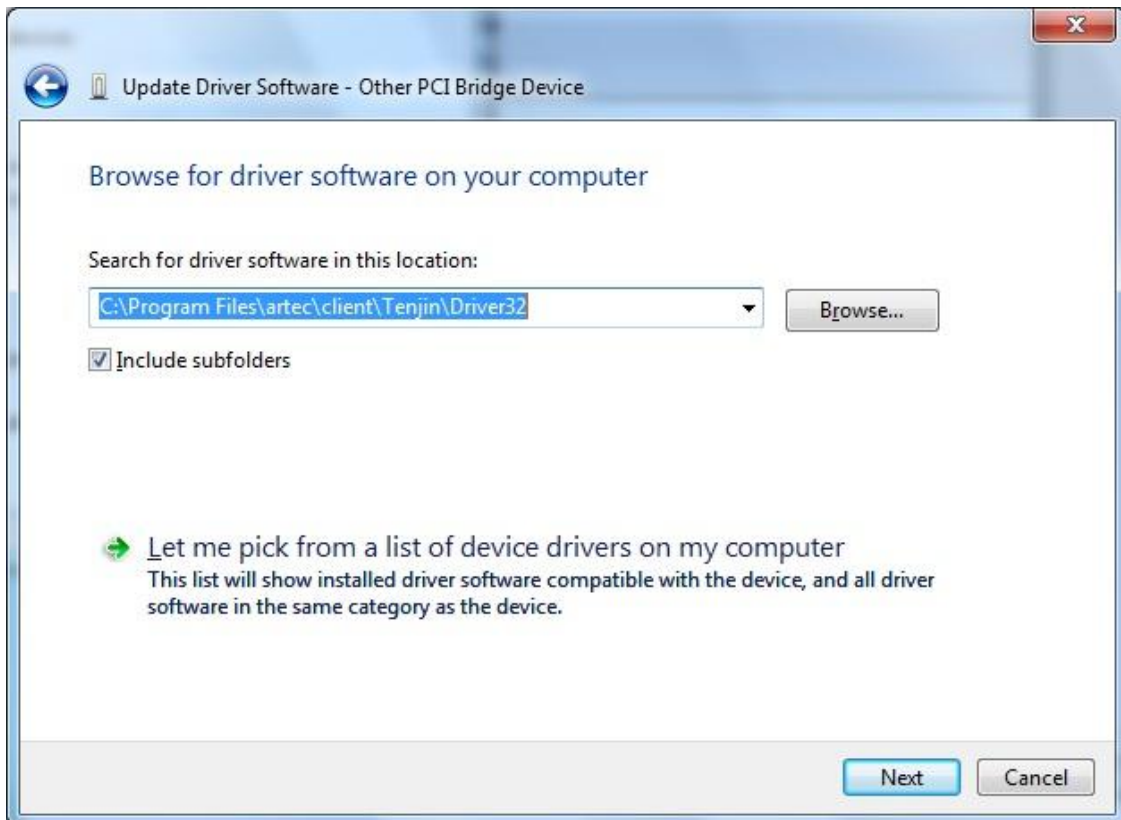 Update Driver Software - Other PCI Bridge Device
Browse for driver software on your computer
Search for driver software in this location:
C:\Program Files\artec\client\Tenjin\Driver32
Browse...
Include subfolders
Let me pick from a list of device drivers on my computer
This list will show installed driver software compatible with the device, and all driver
software in the same category as the device.
Next
Cancel